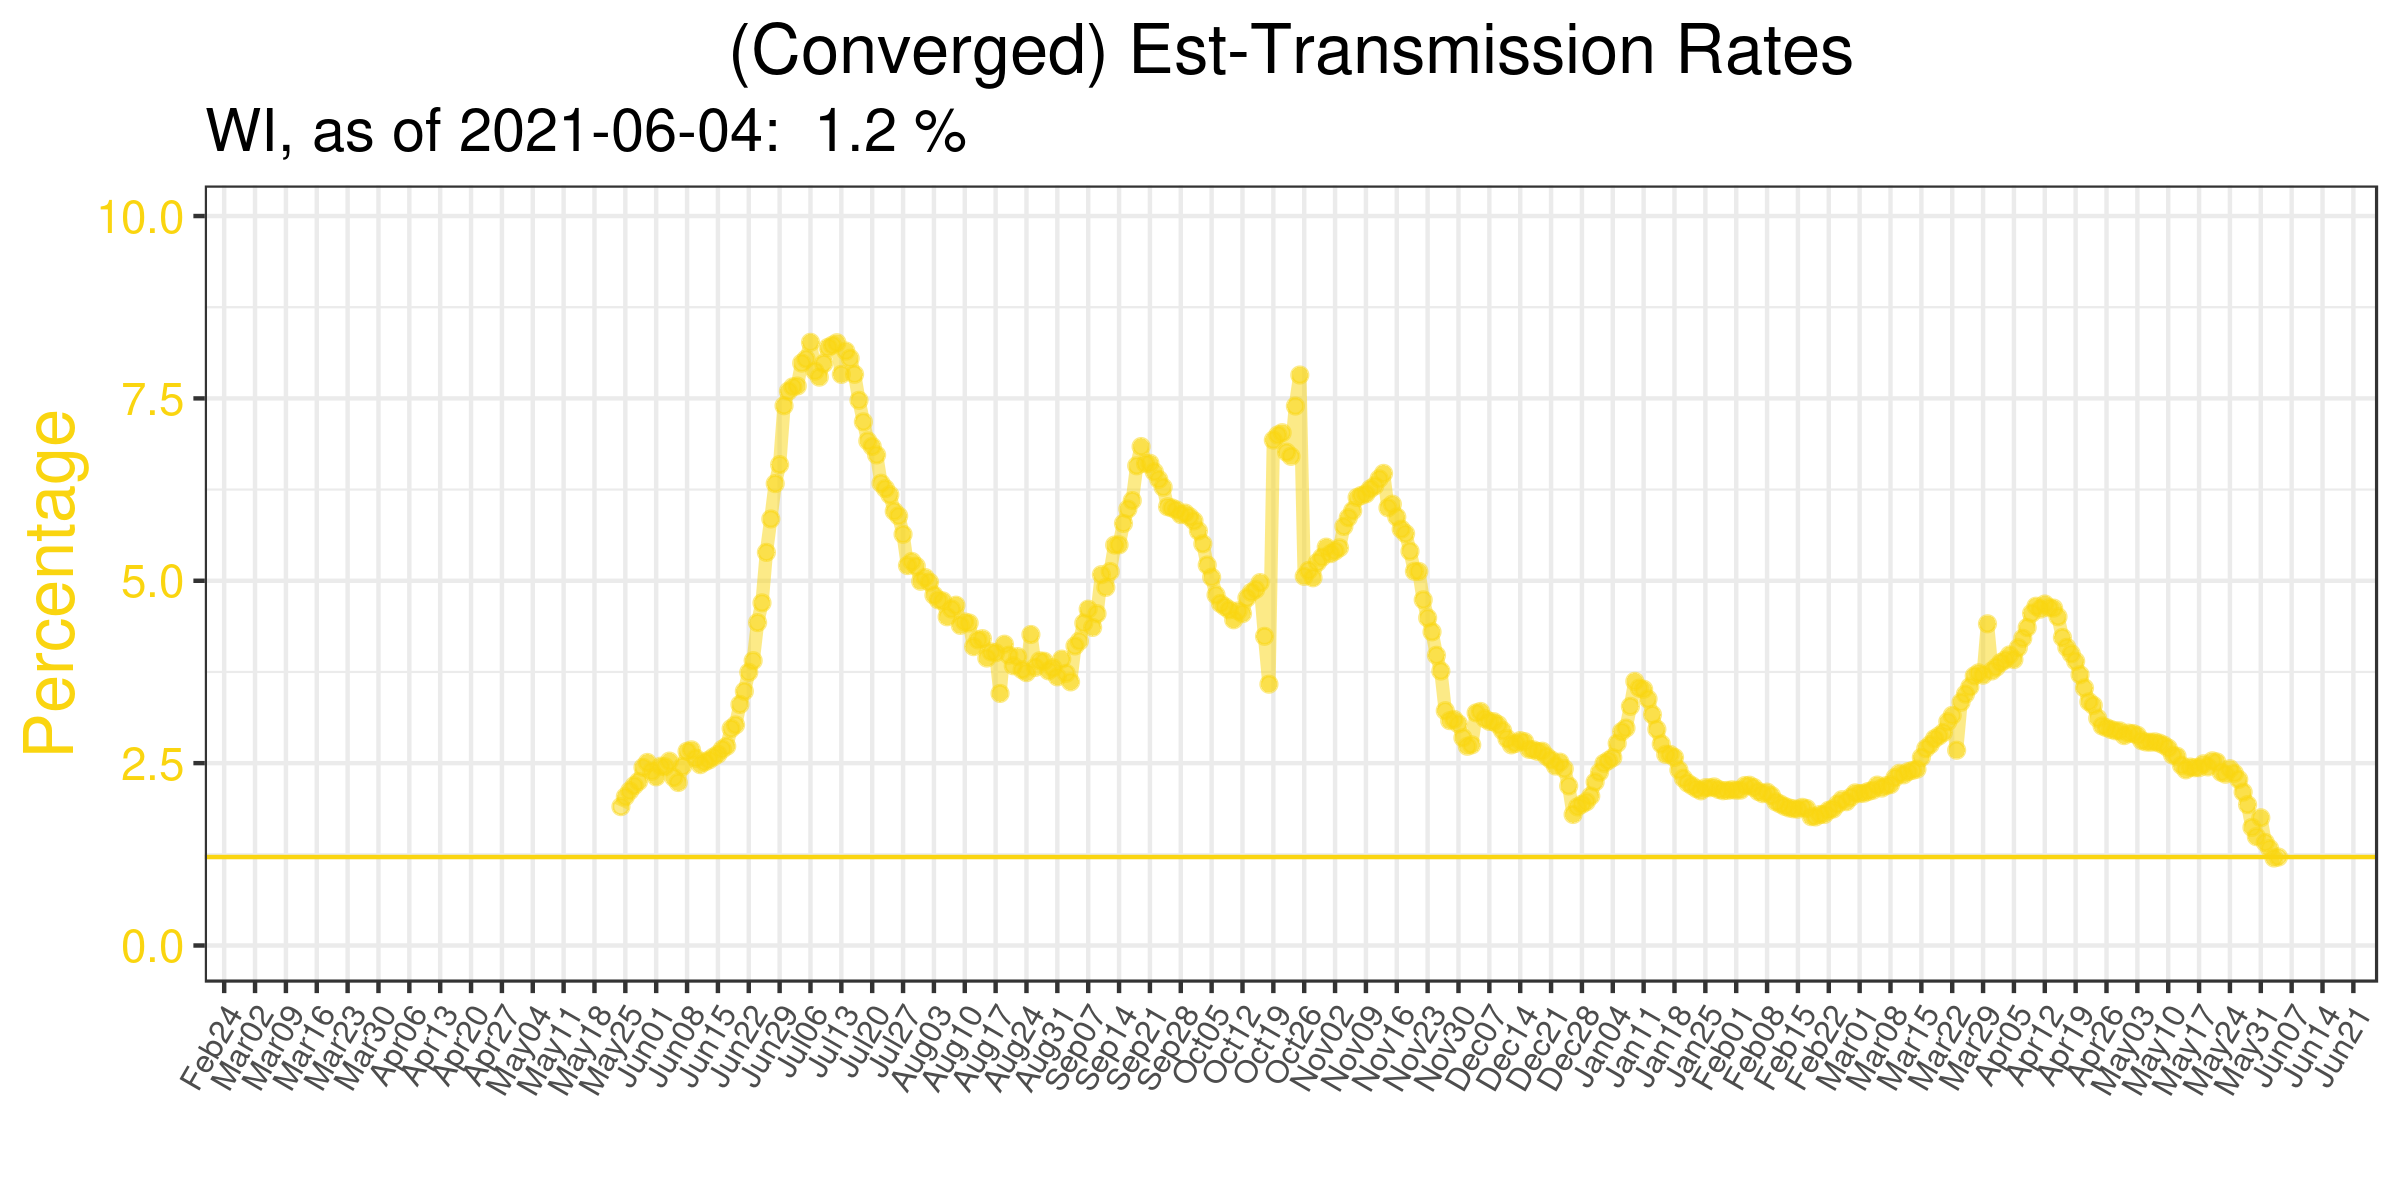 (Converged) Est-Transmission Rates
WI, as of 2021-06-04:  1.2 %
Percentage
10.0
7.5
5.0
2.5
0.0
Feb24
Mar02
Mar09
Mar16
Mar23
Mar30
Apr06
Apr13
Apr20
Apr27
May04
May11
May18
May25
Jun01
Jun08
Jun15
Jun22
Jun29
Jul06
Jul13
Jul20
Jul27
Aug03
Aug10
Aug17
Aug24
Aug31
Sep07
Sep14
Sep21
Sep28
Oct05
Oct12
Oct19
Oct26
Nov02
Nov09
Nov16
Nov23
Nov30
Dec07
Dec14
Dec21
Dec28
Jan04
Jan11
Jan18
Jan25
Feb01
Feb08
Feb15
Feb22
Mar01
Mar08
Mar15
Mar22
Mar29
Apr05
Apr12
Apr19
Apr26
May03
May10
May17
May24
May31
Jun07
Jun14
Jun21